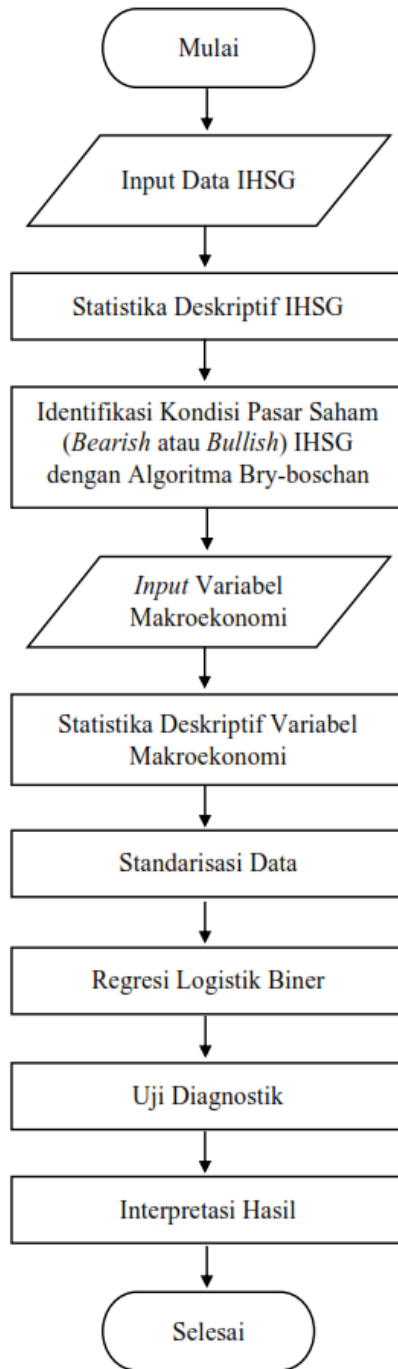 Mulai
Input Data IHSG
Statistika Deskriptif IHSG
Identifikasi Kondisi Pasar Saham
(Bearish atau Bullish) IHSG
dengan Algoritma Bry-boschan
Input Variabel
Makroekonomi
Statistika Deskriptif Variabel
Makroekonomi
Standarisasi Data
Regresi Logistik Biner
Uji Diagnostik
Interpretasi Hasil
Selesai